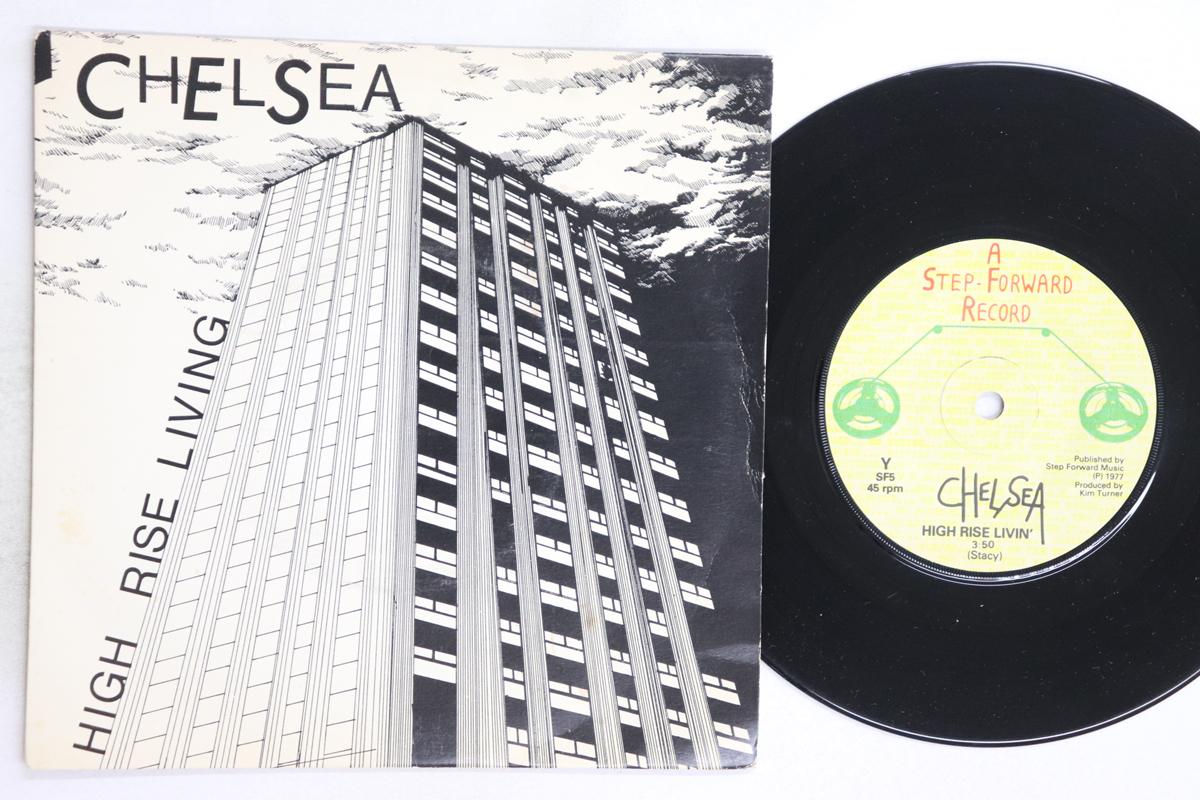 CHELSEA
HIGH RISE LIVING
A
STEP-FORWARD
RECORD
Y
SF5
45 rpm
Published by
Step Forward Music
(P) 1977
Produced by
Kim Turner
CHELSEA
HIGH RISE LIVIN'
3:50
(Stacy)